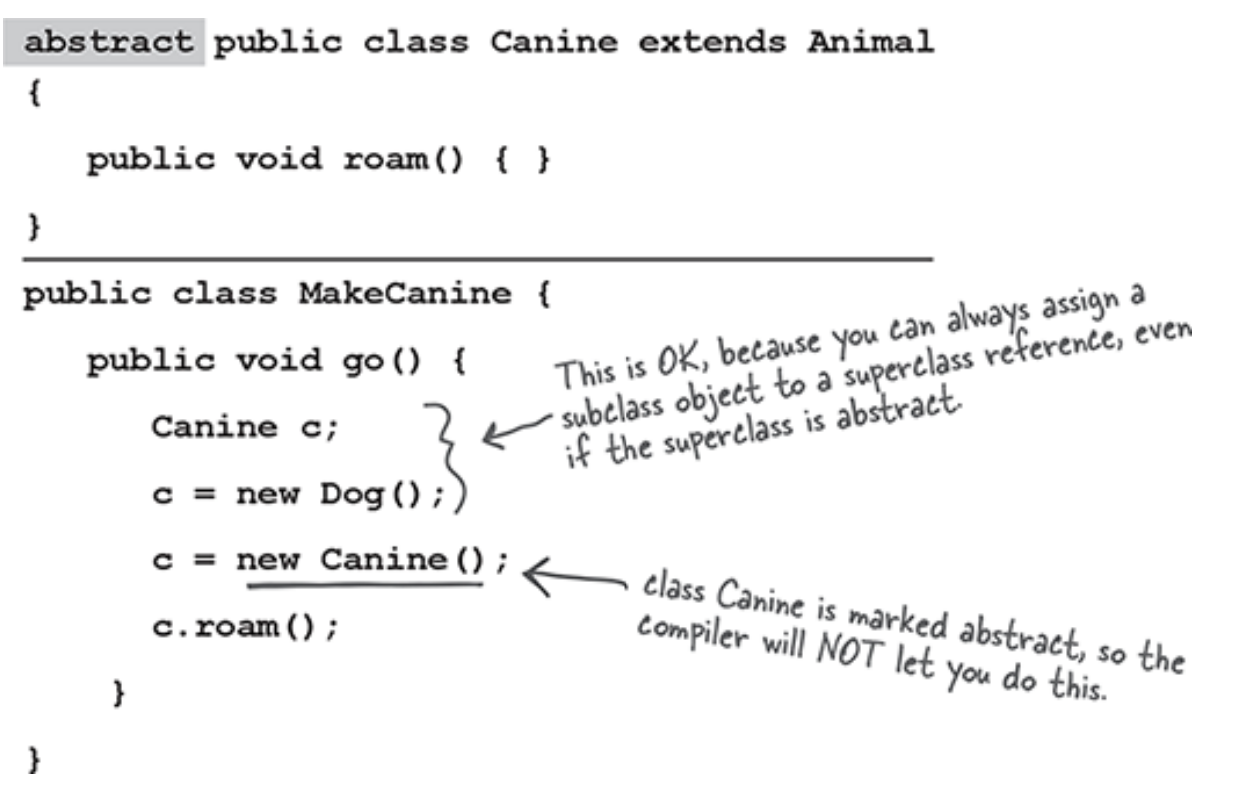 abstract public class Canine extends Animal
{
public void roam() { }
}
public class MakeCanine {
public void go() {
Canine c;
c = new Dog();
c = new Canine();
c.roam();
}
}
This is OK, because you can always assign a
subclass object to a superclass reference, even
if the superclass is abstract.
class Canine is marked abstract, so the
compiler will NOT let you do this.